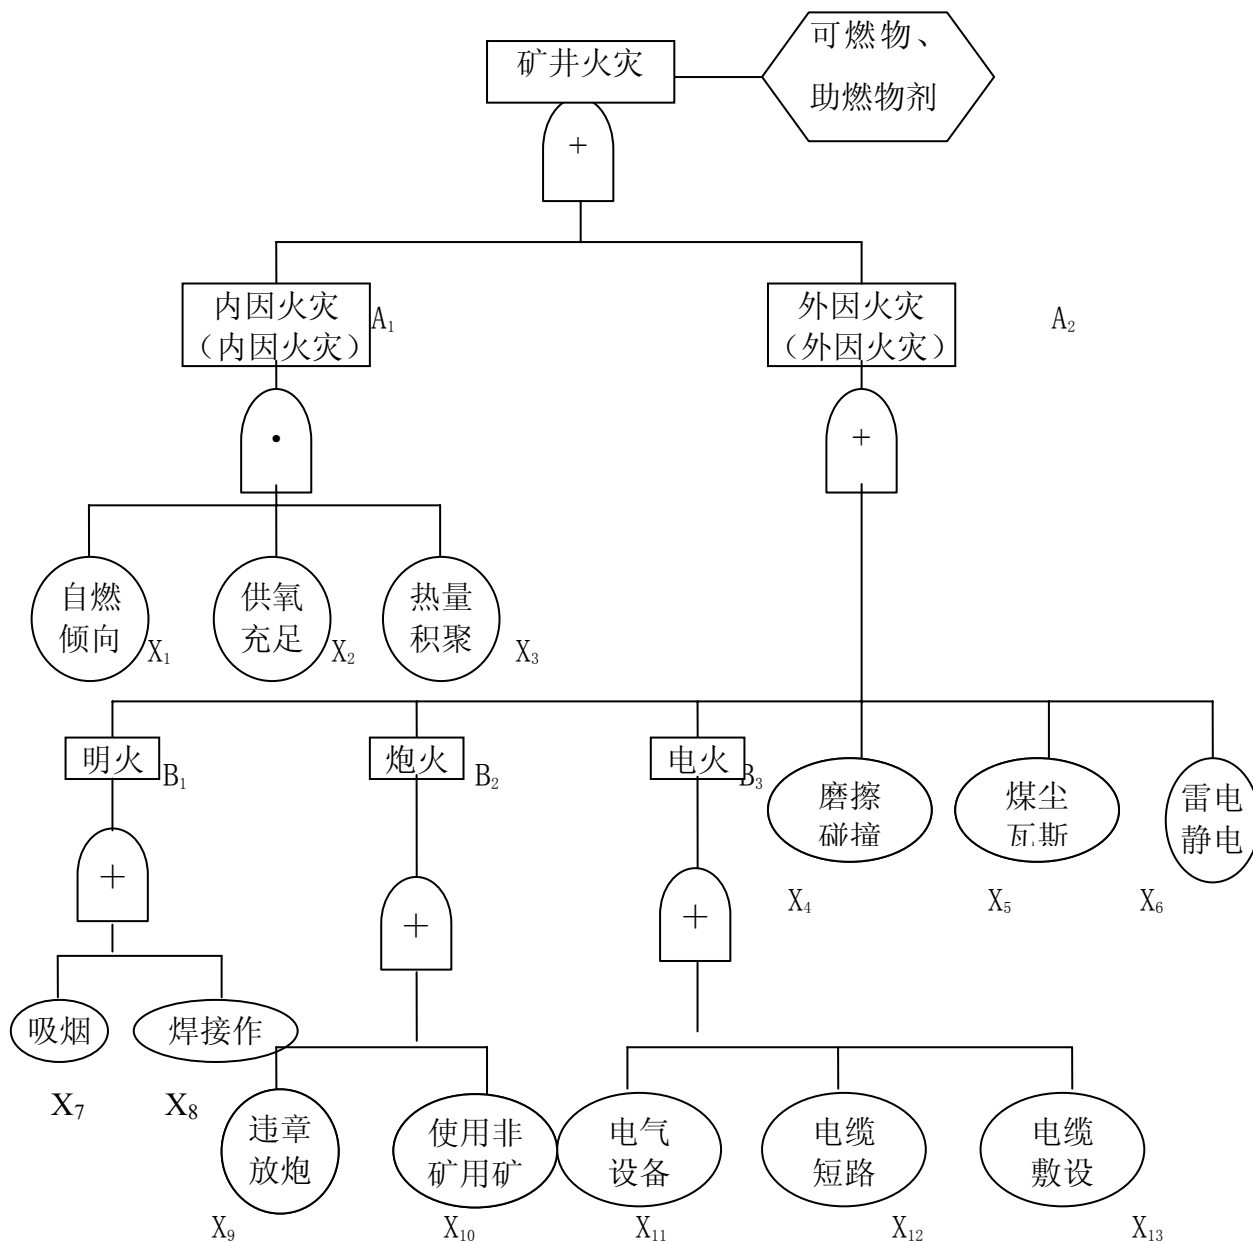 矿井火灾
可燃物、
助燃物剂
+
内因火灾
（内因火灾）
A₁
外因火灾
（外因火灾）
A₂
·
+
自燃
倾向
X₁
供氧
充足
X₂
热量
积聚
X₃
明火
B₁
炮火
B₂
电火
B₃
磨擦
碰撞
X₄
煤尘
瓦斯
X₅
雷电
静电
X₆
+
+
+
吸烟
X₇
焊接作
X₈
违章
放炮
X₉
使用非
矿用矿
X₁₀
电气
设备
X₁₁
电缆
短路
X₁₂
电缆
敷设
X₁₃